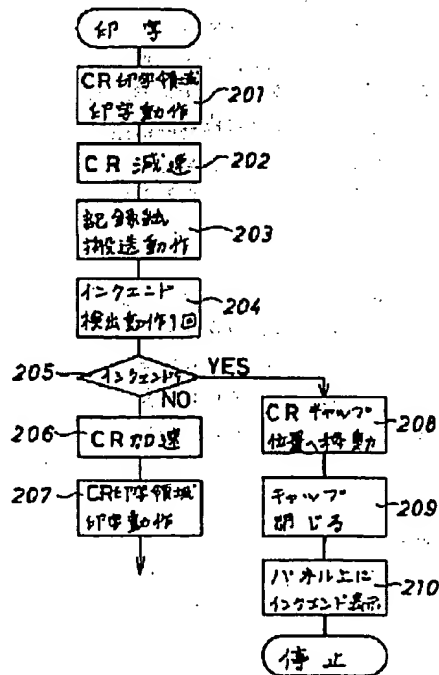 印字
CR印字領域
印字動作
201
CR 減速
202
記録紙
搬送動作
203
インクエンド
検出動作1回
204
205
インクエンド?
YES
NO
206
CR加速
207
CR印字領域
印字動作
CRキャップ
位置へ移動
208
キャップ
閉じる
209
パネル上に
インクエンド表示
210
停止